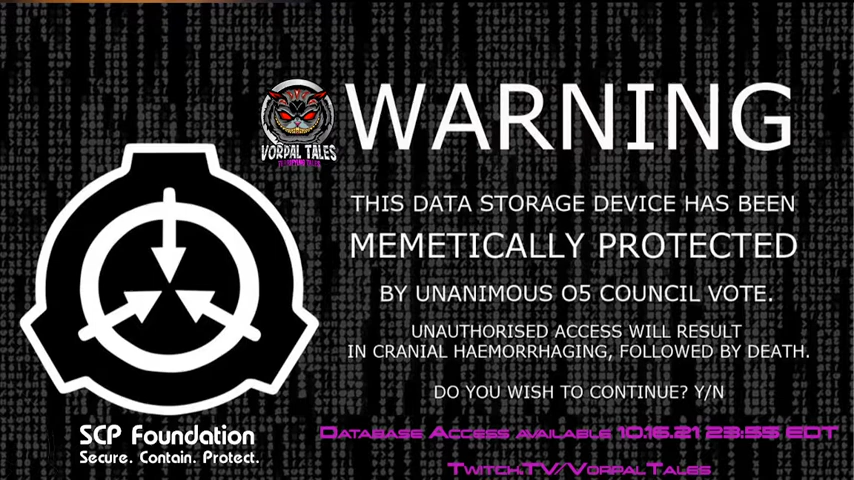 WARNING
VORPAL TALES
THIS DATA STORAGE DEVICE HAS BEEN
MEMETICALLY PROTECTED
BY UNANIMOUS O5 COUNCIL VOTE.
UNAUTHORISED ACCESS WILL RESULT
IN CRANIAL HAEMORRHAGING, FOLLOWED BY DEATH.
DO YOU WISH TO CONTINUE? Y/N
SCP Foundation
Secure. Contain. Protect.
Database Access available 10.16.21 23:55 EDT
Twitch.TV/VorpalTales